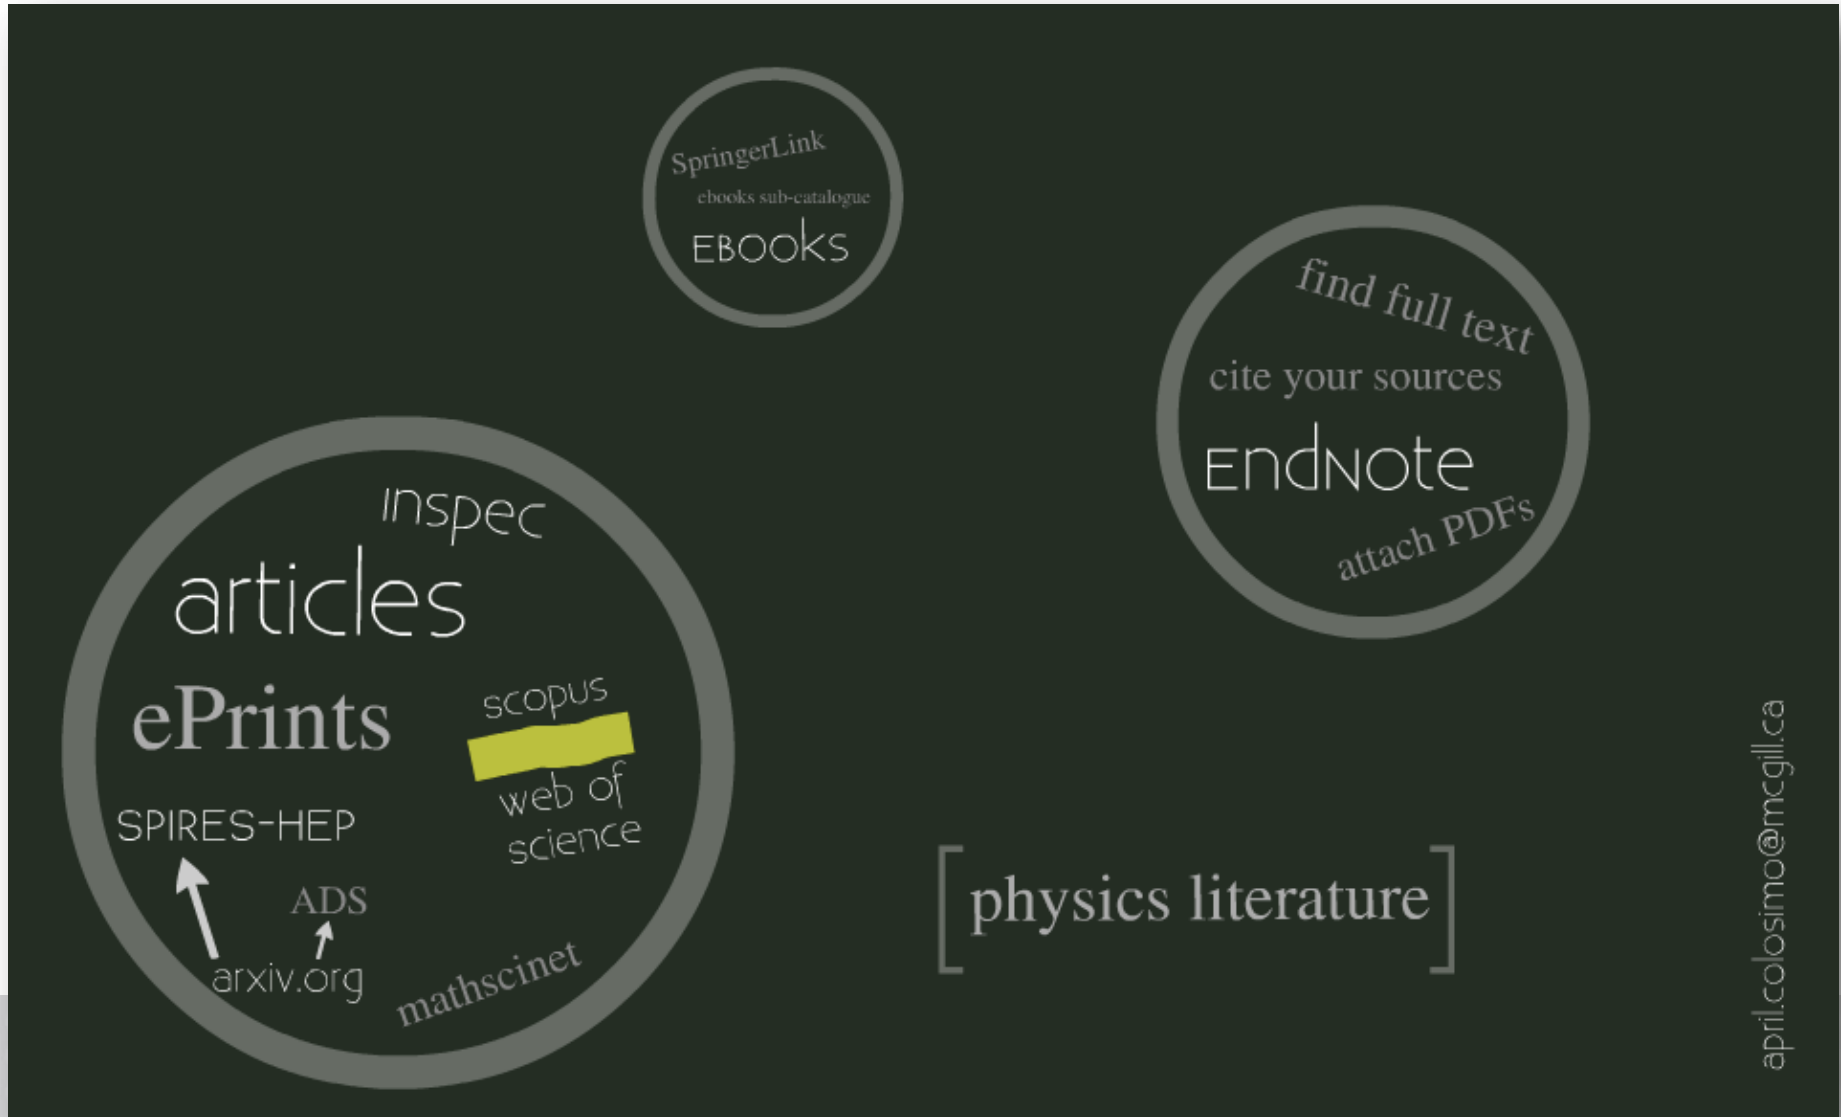 SpringerLink
ebooks sub-catalogue
EBOOKS
find full text
cite your sources
EndNote
attach PDFs
inspec
articles
ePrints
scopus
web of
science
SPIRES-HEP
ADS
arxiv.org
mathscinet
physics literature
april.colosimo@mcgill.ca